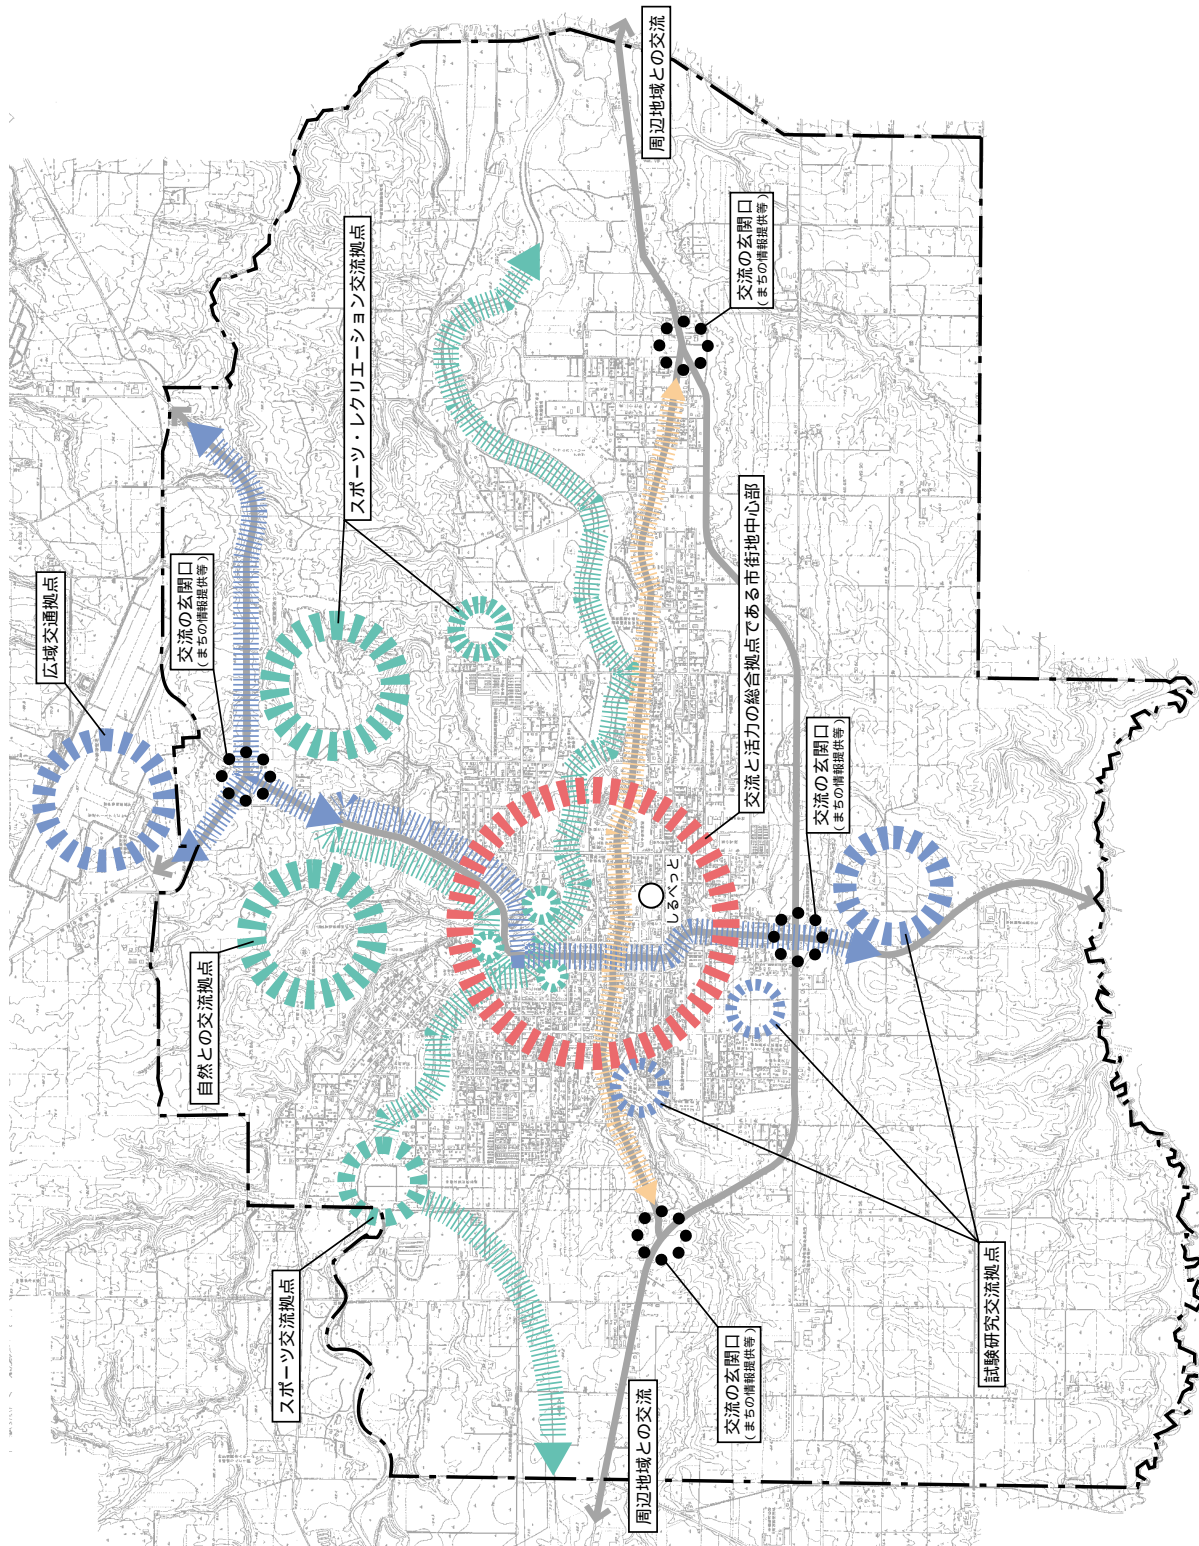 周辺地域との交流
交流の玄関口
（まちの情報提供等）
スポーツ・レクリエーション交流拠点
広域交通拠点
交流の玄関口
（まちの情報提供等）
交流と活力の総合拠点である市街地中心部
交流の玄関口
（まちの情報提供等）
しるべっと
自然との交流拠点
スポーツ交流拠点
試験研究交流拠点
交流の玄関口
（まちの情報提供等）
周辺地域との交流